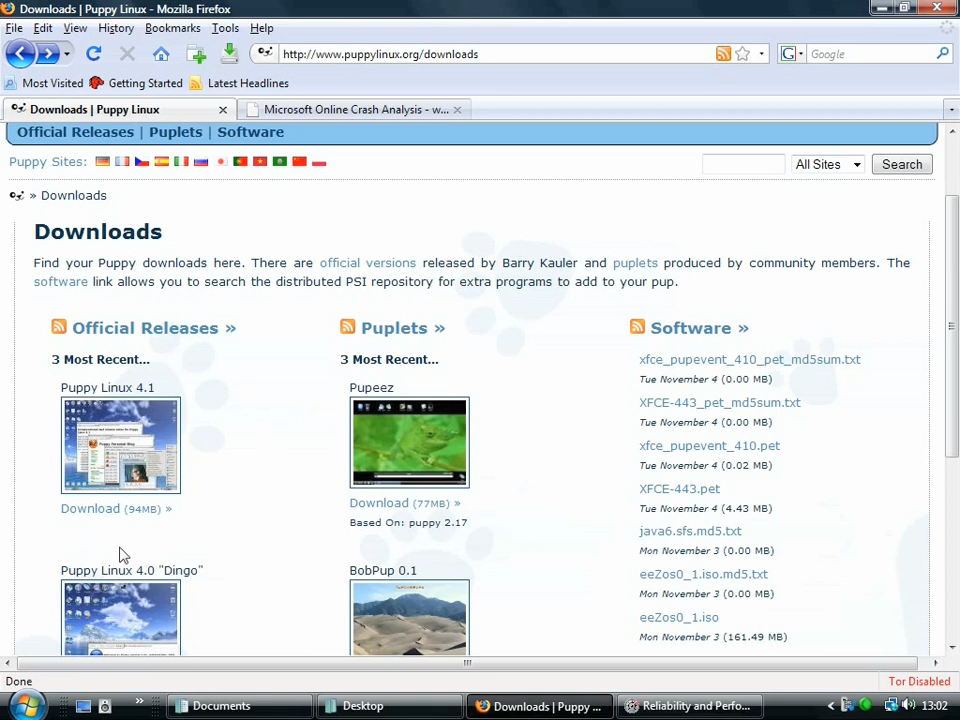 Downloads | Puppy Linux - Mozilla Firefox
File Edit View History Bookmarks Tools Help
http://www.puppylinux.org/downloads
Google
Most Visited Getting Started Latest Headlines
Downloads | Puppy Linux
Microsoft Online Crash Analysis - w...
Official Releases | Puplets | Software
Puppy Sites:
All Sites
Search
» Downloads
Downloads
Find your Puppy downloads here. There are official versions released by Barry Kauler and puplets produced by community members. The
software link allows you to search the distributed PSI repository for extra programs to add to your pup.
Official Releases »
3 Most Recent...
Puppy Linux 4.1
Download (94MB) »
Puppy Linux 4.0 "Dingo"
Puplets »
3 Most Recent...
Pupeez
Download (77MB) »
Based On: puppy 2.17
BobPup 0.1
Software »
xfce_pupevent_410_pet_md5sum.txt
Tue November 4 (0.00 MB)
XFCE-443_pet_md5sum.txt
Tue November 4 (0.00 MB)
xfce_pupevent_410.pet
Tue November 4 (0.02 MB)
XFCE-443.pet
Tue November 4 (4.43 MB)
java6.sfs.md5.txt
Mon November 3 (0.00 MB)
eeZos0_1.iso.md5.txt
Mon November 3 (0.00 MB)
eeZos0_1.iso
Mon November 3 (161.49 MB)
Done
Tor Disabled
Documents
Desktop
Downloads | Puppy ...
Reliability and Perfo...
13:02